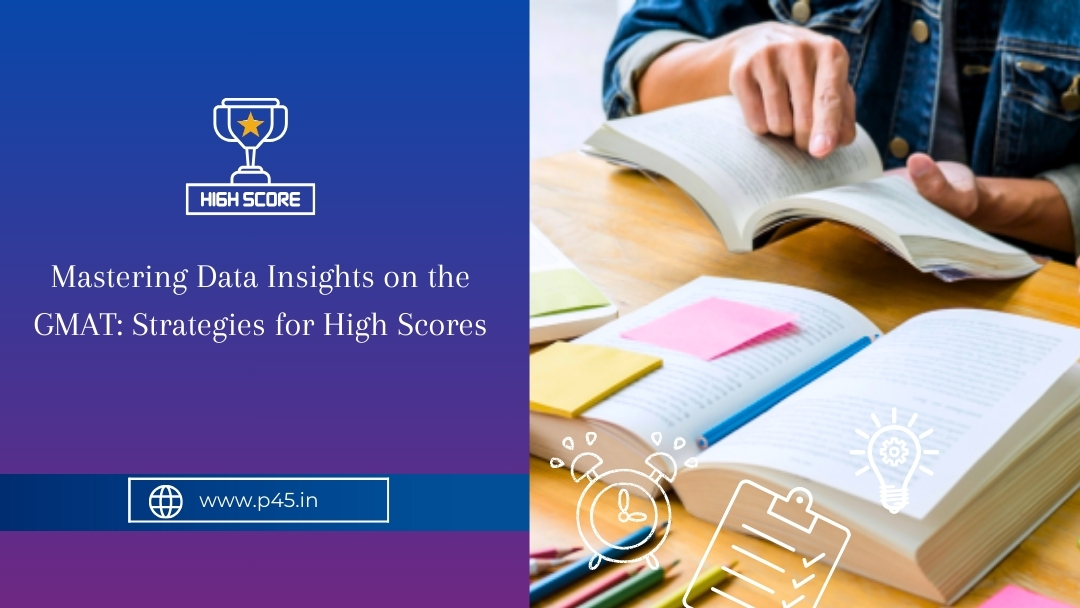 HIGH SCORE
Mastering Data Insights on the
GMAT: Strategies for High Scores
www.p45.in